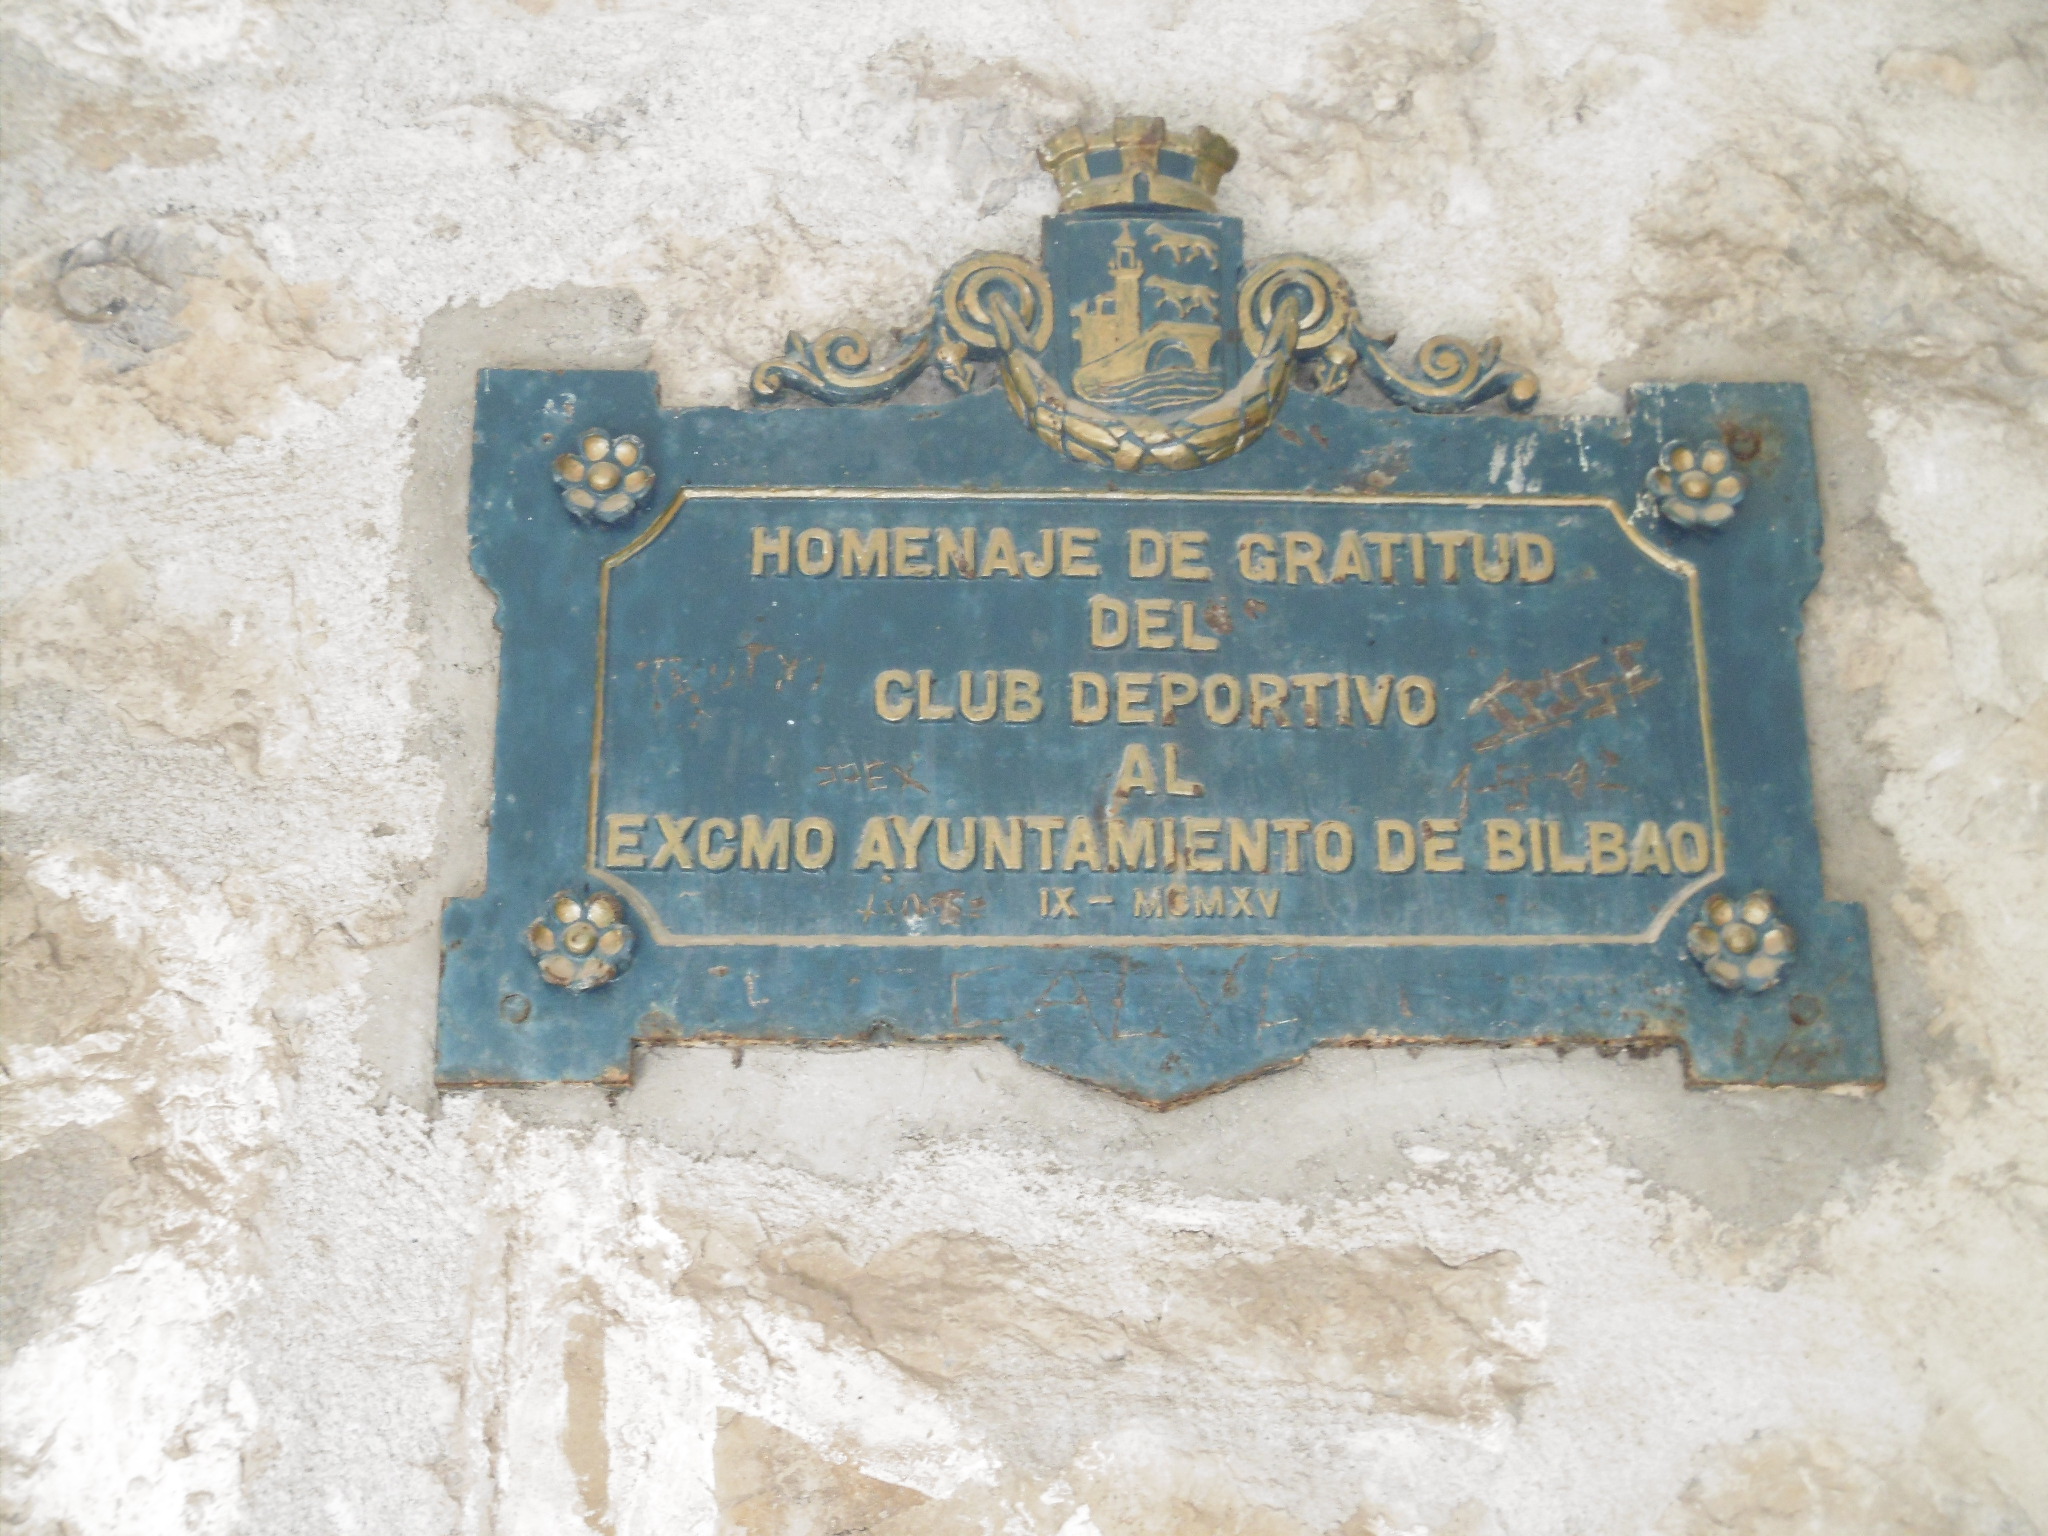 HOMENAJE DE GRATITUD
DEL
CLUB DEPORTIVO
AL
EXCMO AYUNTAMIENTO DE BILBAO
IX - MCMXV